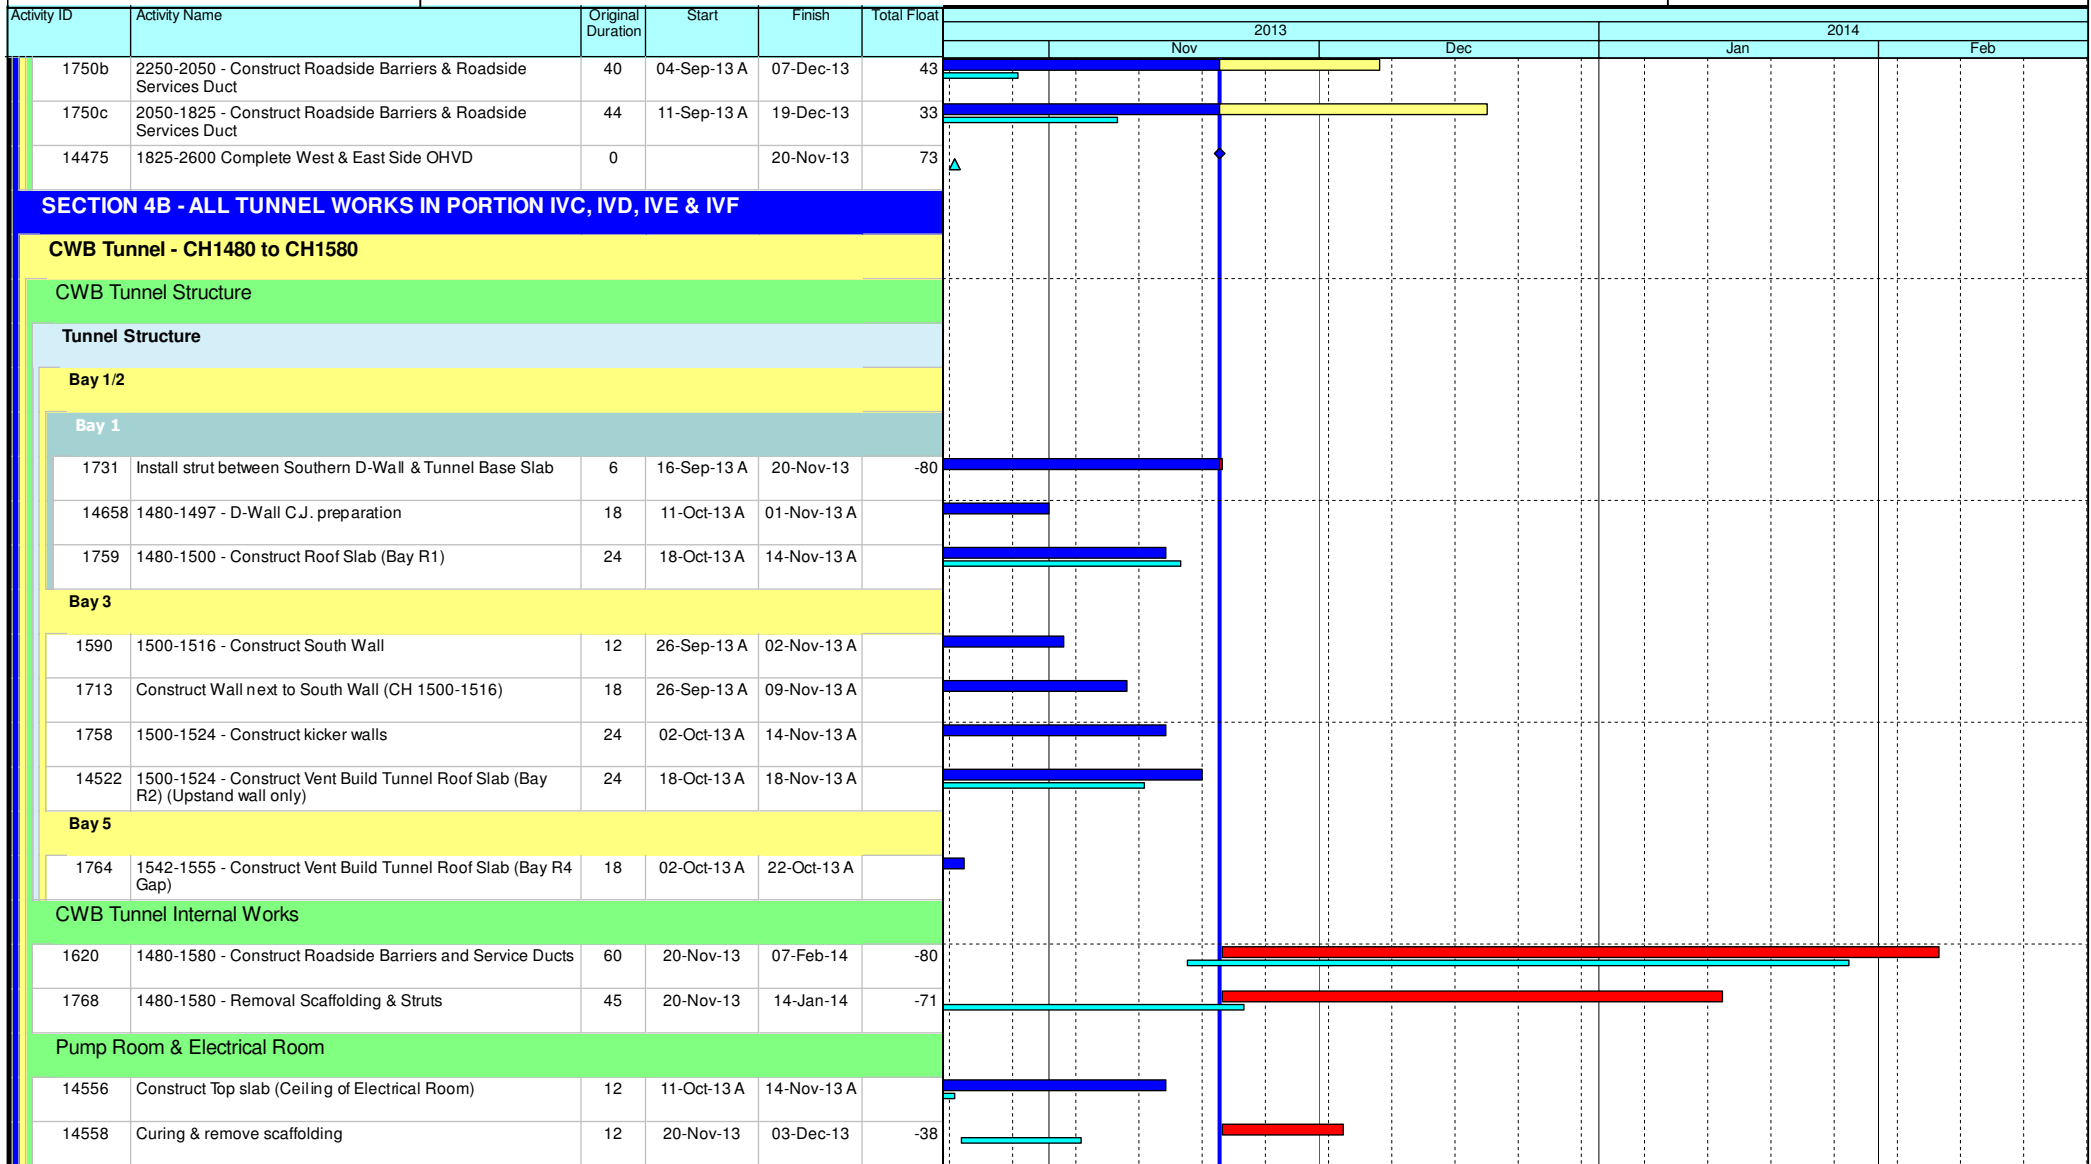 Activity ID Activity Name Original Duration Start Finish Total Float
2013 2014
Nov Dec Jan Feb
1750b 2250-2050 - Construct Roadside Barriers & Roadside Services Duct 40 04-Sep-13 A 07-Dec-13 43
1750c 2050-1825 - Construct Roadside Barriers & Roadside Services Duct 44 11-Sep-13 A 19-Dec-13 33
14475 1825-2600 Complete West & East Side OHVD 0 20-Nov-13 73
SECTION 4B - ALL TUNNEL WORKS IN PORTION IVC, IVD, IVE & IVF
CWB Tunnel - CH1480 to CH1580
CWB Tunnel Structure
Tunnel Structure
Bay 1/2
Bay 1
1731 Install strut between Southern D-Wall & Tunnel Base Slab 6 16-Sep-13 A 20-Nov-13 -80
14658 1480-1497 - D-Wall C.J. preparation 18 11-Oct-13 A 01-Nov-13 A
1759 1480-1500 - Construct Roof Slab (Bay R1) 24 18-Oct-13 A 14-Nov-13 A
Bay 3
1590 1500-1516 - Construct South Wall 12 26-Sep-13 A 02-Nov-13 A
1713 Construct Wall next to South Wall (CH 1500-1516) 18 26-Sep-13 A 09-Nov-13 A
1758 1500-1524 - Construct kicker walls 24 02-Oct-13 A 14-Nov-13 A
14522 1500-1524 - Construct Vent Build Tunnel Roof Slab (Bay R2) (Upstand wall only) 24 18-Oct-13 A 18-Nov-13 A
Bay 5
1764 1542-1555 - Construct Vent Build Tunnel Roof Slab (Bay R4 Gap) 18 02-Oct-13 A 22-Oct-13 A
CWB Tunnel Internal Works
1620 1480-1580 - Construct Roadside Barriers and Service Ducts 60 20-Nov-13 07-Feb-14 -80
1768 1480-1580 - Removal Scaffolding & Struts 45 20-Nov-13 14-Jan-14 -71
Pump Room & Electrical Room
14556 Construct Top slab (Ceiling of Electrical Room) 12 11-Oct-13 A 14-Nov-13 A
14558 Curing & remove scaffolding 12 20-Nov-13 03-Dec-13 -38